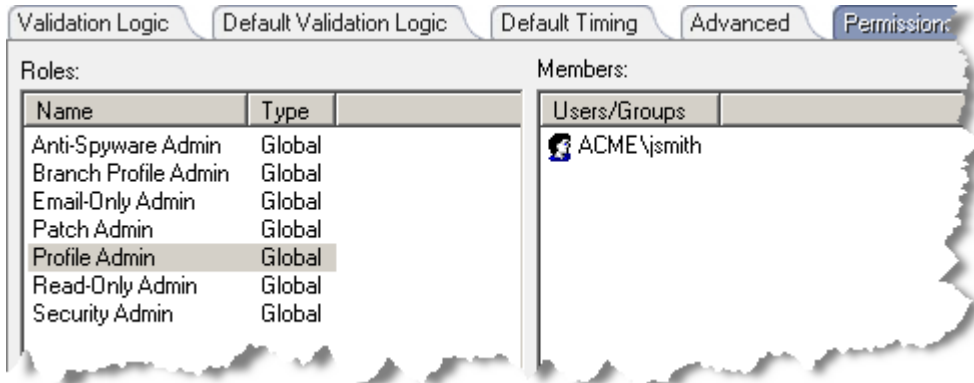 Validation Logic Default Validation Logic Default Timing Advanced Permissions
Roles: Members:
Name Type Users/Groups
Anti-Spyware Admin Global ACME\jsmith
Branch Profile Admin Global
Email-Only Admin Global
Patch Admin Global
Profile Admin Global
Read-Only Admin Global
Security Admin Global